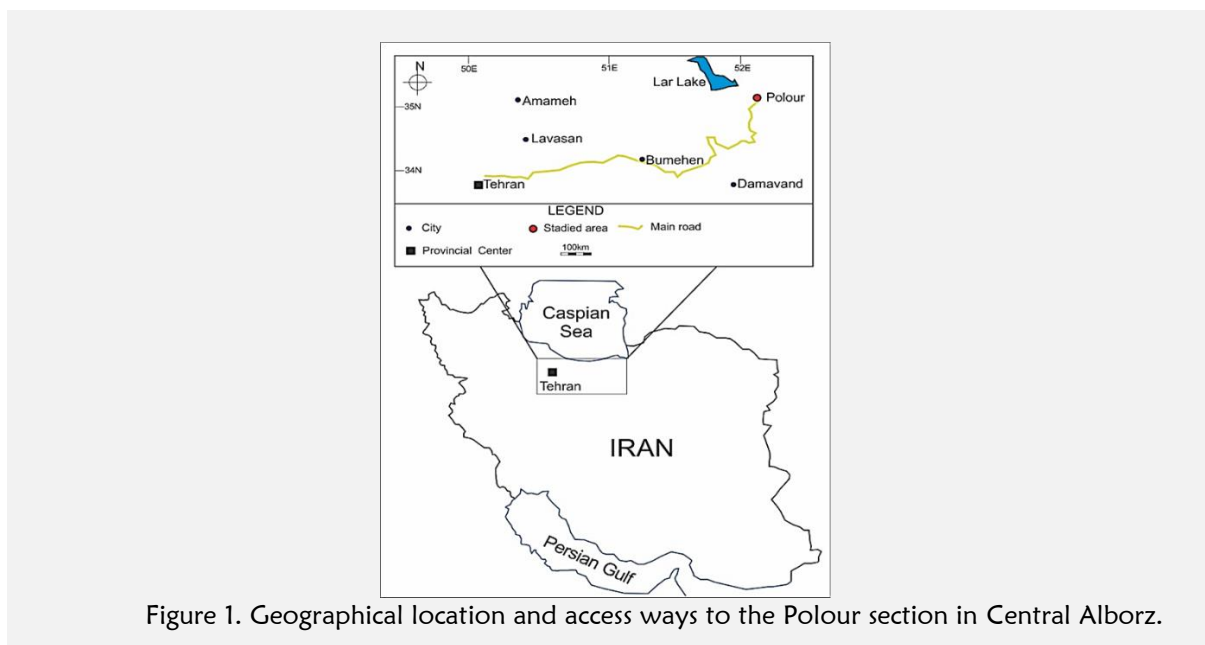 N
50E
51E
52E
Lar Lake
Polour
35N
Amameh
Lavasan
Bumehen
34N
Tehran
Damavand
LEGEND
City
Stadied area
Main road
Provincial Center
100km
Caspian
Sea
Tehran
IRAN
Persian Gulf
Figure 1. Geographical location and access ways to the Polour section in Central Alborz.